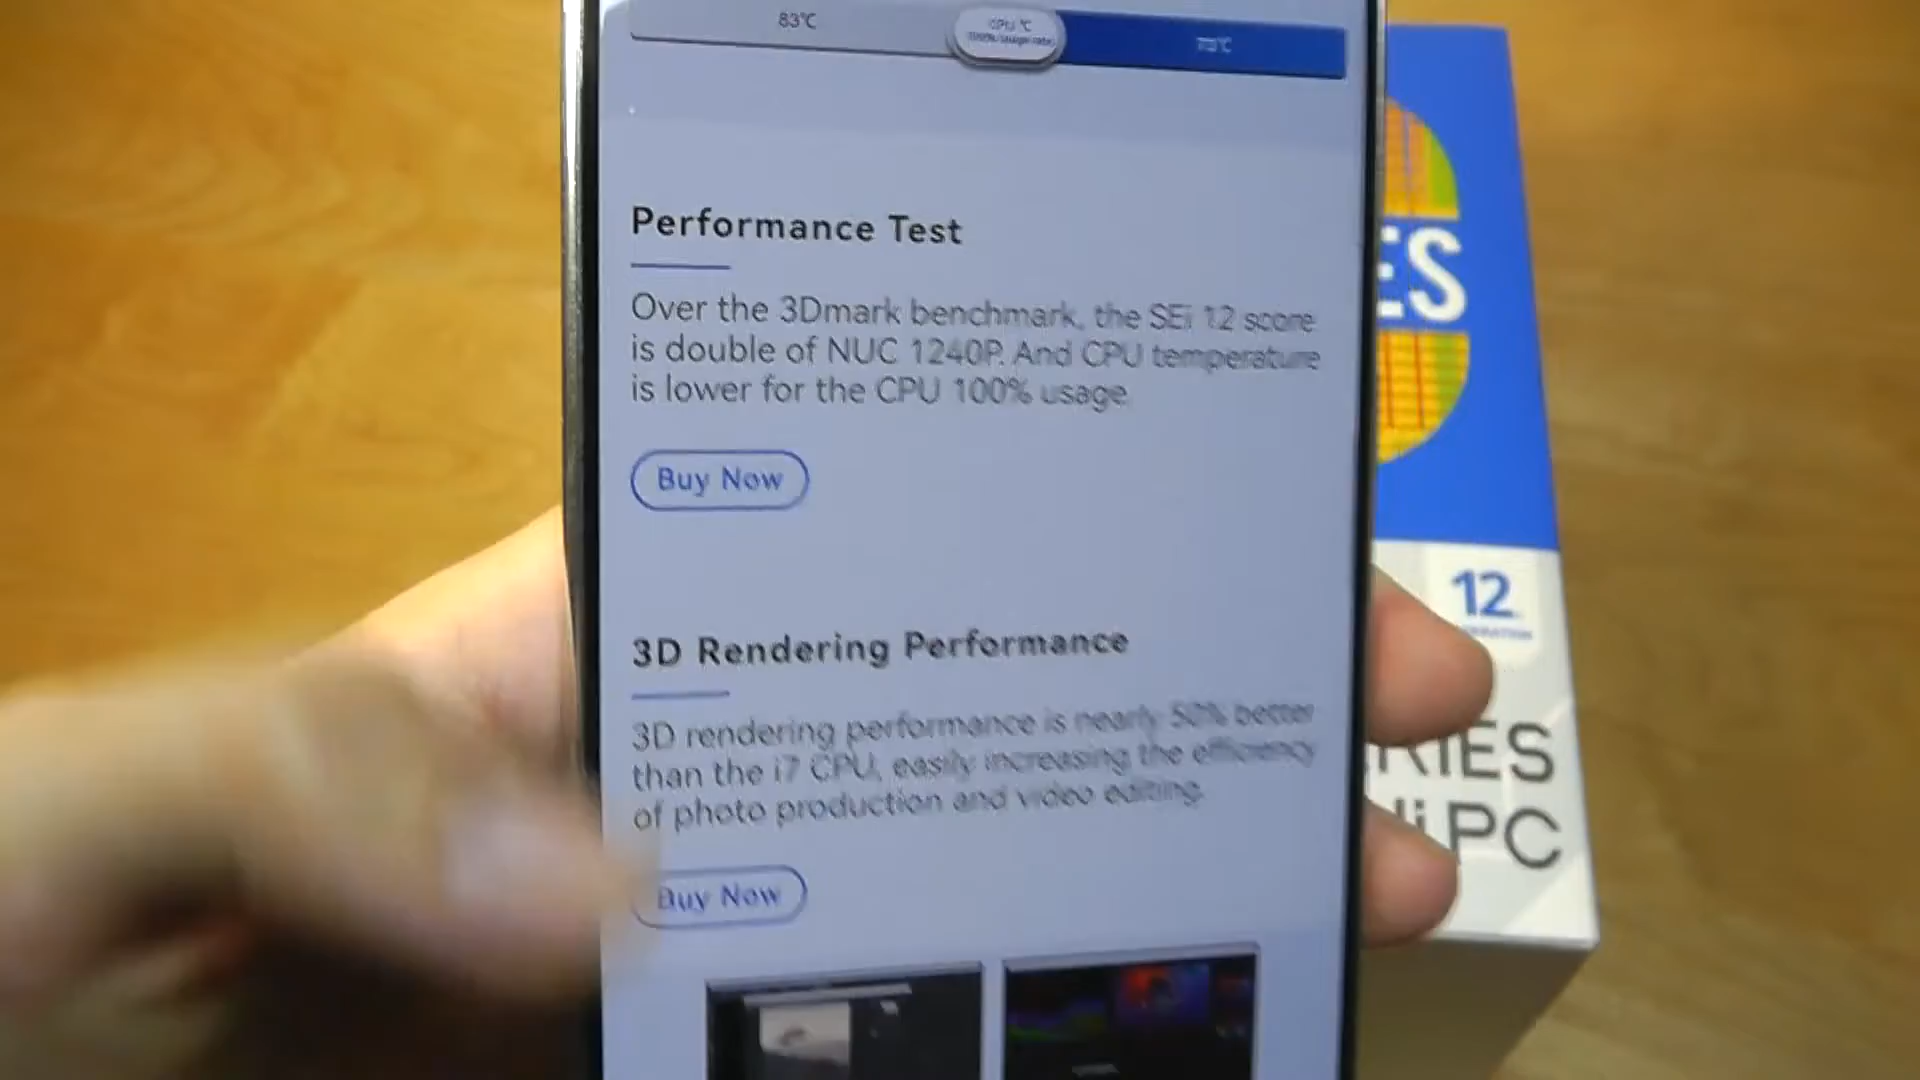 83℃
CPU ℃
(100% usage rate)
Performance Test
Over the 3Dmark benchmark, the SEi 12 score
is double of NUC 1240P. And CPU temperature
is lower for the CPU 100% usage.
Buy Now
3D Rendering Performance
3D rendering performance is nearly 50% better
than the i7 CPU, easily increasing the efficiency
of photo production and video editing.
Buy Now
ES
12
RIES
i PC